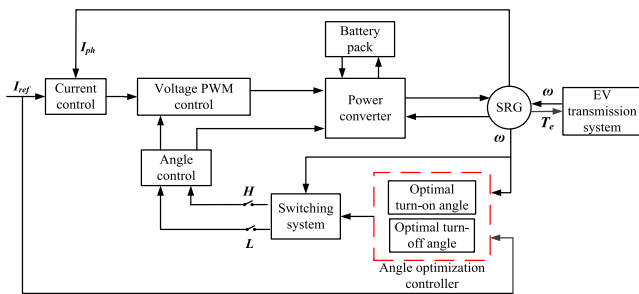 Battery
pack
I_ph
I_ref
Current
control
Voltage PWM
control
Power
converter
SRG
ω
T_e
EV
transmission
system
ω
Angle
control
H
L
Switching
system
Optimal
turn-on angle
Optimal turn-
off angle
Angle optimization
controller